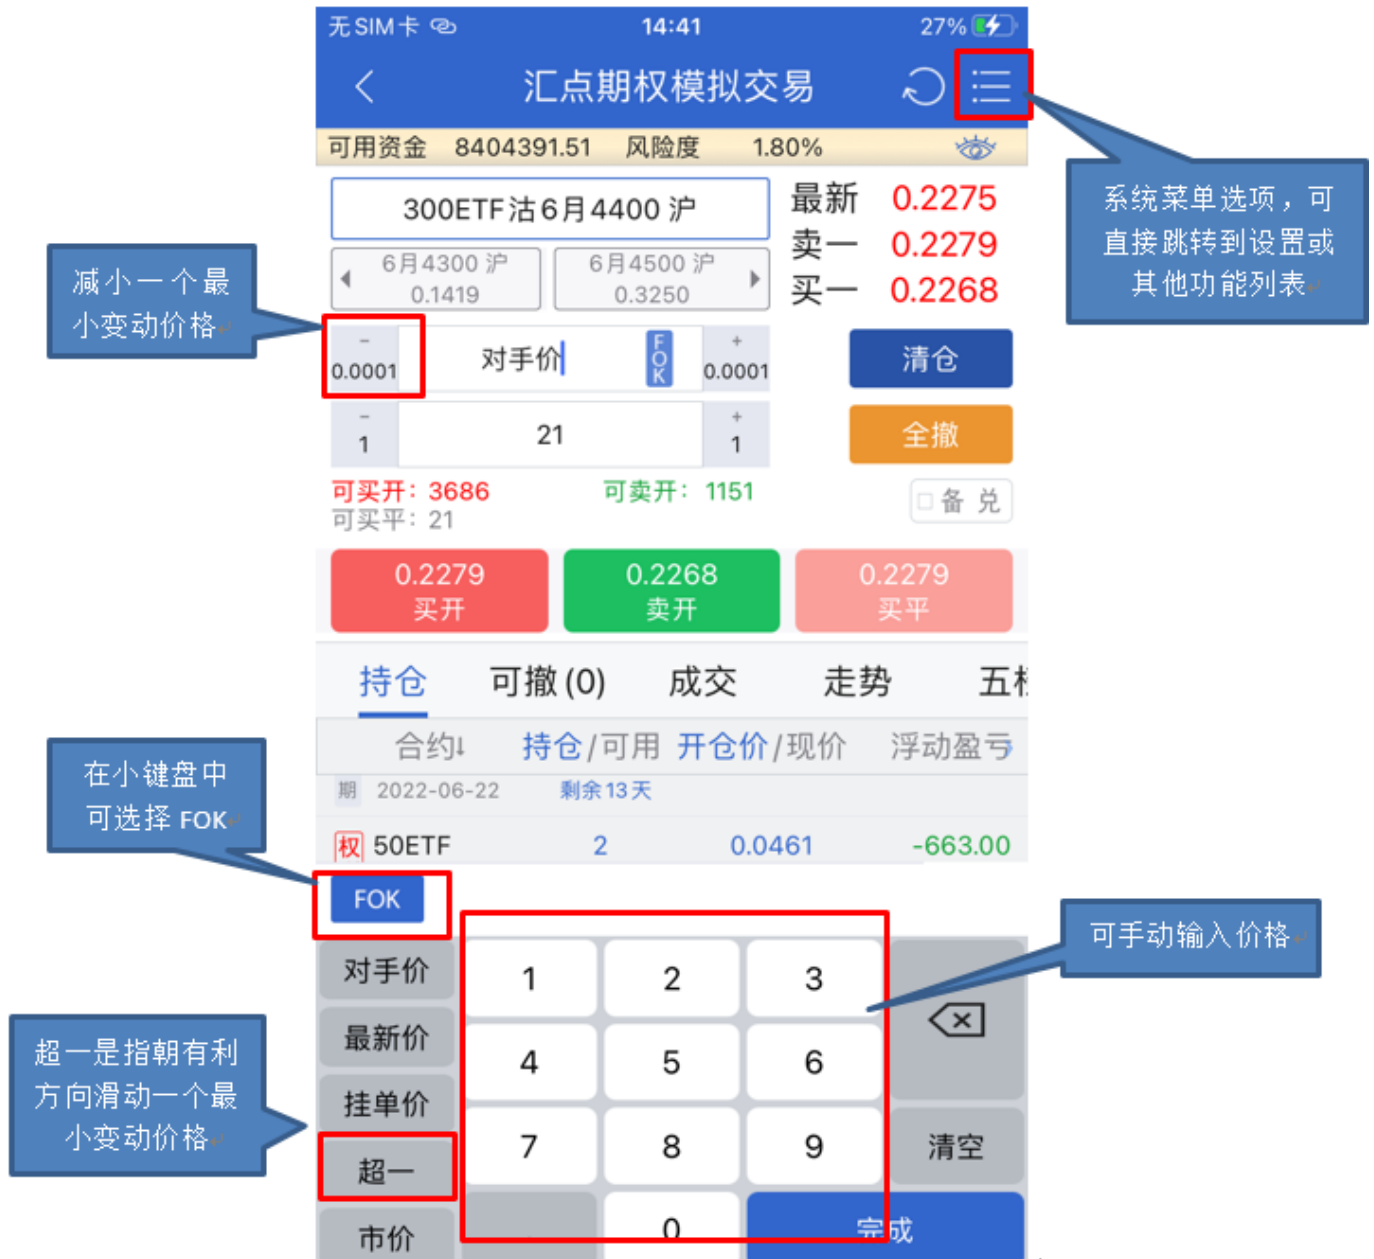 无SIM卡 14:41 27%
汇点期权模拟交易
可用资金 8404391.51 风险度 1.80%
系统菜单选项，可
直接跳转到设置或
其他功能列表
300ETF沽6月4400 沪
最新 0.2275
卖一 0.2279
买一 0.2268
6月4300 沪
0.1419
6月4500 沪
0.3250
减小一个最
小变动价格
－
0.0001
对手价
FOK
+
0.0001
清仓
－
1
21
+
1
全撤
可买开：3686 可卖开：1151
可买平：21
备 兑
0.2279
买开
0.2268
卖开
0.2279
买平
持仓 可撤(0) 成交 走势
合约 持仓/可用 开仓价/现价 浮动盈亏
期 2022-06-22 剩余13天
权 50ETF 2 0.0461 -663.00
在小键盘中
可选择 FOK
FOK
可手动输入价格
对手价
最新价
挂单价
超一
市价
超一是指朝有利
方向滑动一个最
小变动价格
1 2 3
4 5 6
7 8 9
清空
0
完成